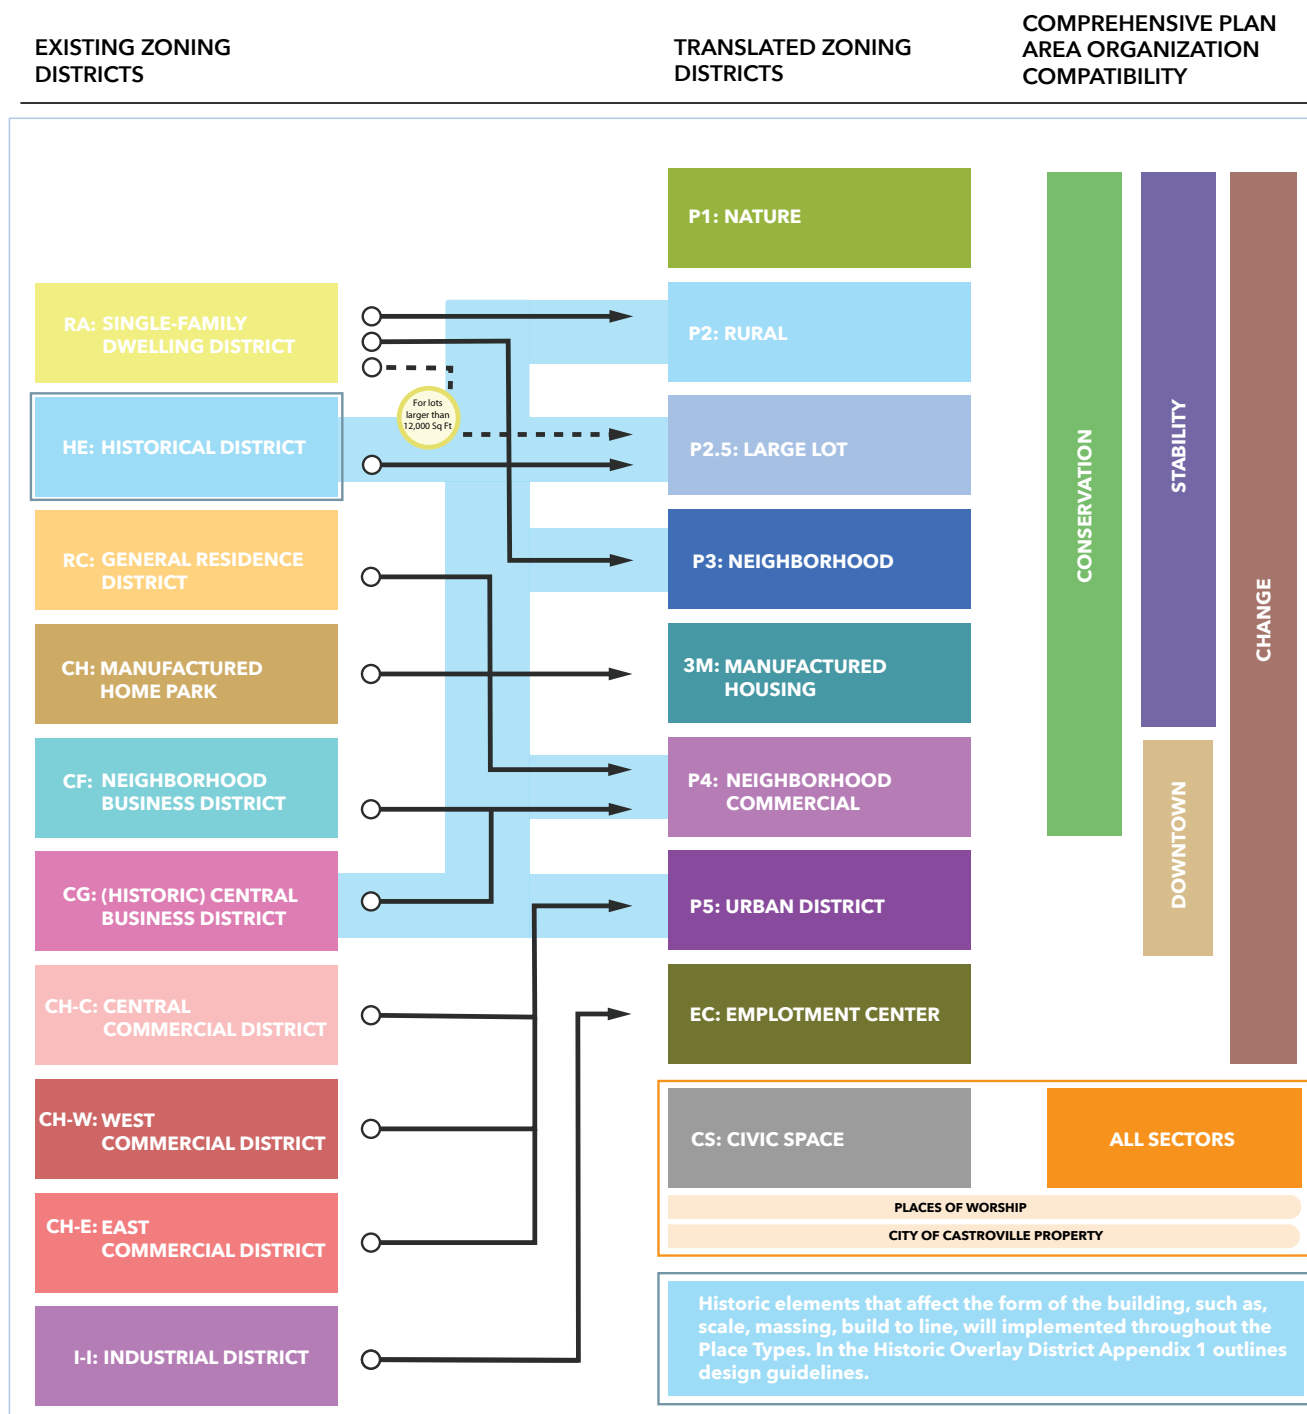 EXISTING ZONING
DISTRICTS
TRANSLATED ZONING
DISTRICTS
COMPREHENSIVE PLAN
AREA ORGANIZATION
COMPATIBILITY
RA: SINGLE-FAMILY
DWELLING DISTRICT
HE: HISTORICAL DISTRICT
RC: GENERAL RESIDENCE
DISTRICT
CH: MANUFACTURED
HOME PARK
CF: NEIGHBORHOOD
BUSINESS DISTRICT
CG: (HISTORIC) CENTRAL
BUSINESS DISTRICT
CH-C: CENTRAL
COMMERCIAL DISTRICT
CH-W: WEST
COMMERCIAL DISTRICT
CH-E: EAST
COMMERCIAL DISTRICT
I-I: INDUSTRIAL DISTRICT
For lots
larger than
12,000 Sq Ft
P1: NATURE
P2: RURAL
P2.5: LARGE LOT
P3: NEIGHBORHOOD
3M: MANUFACTURED
HOUSING
P4: NEIGHBORHOOD
COMMERCIAL
P5: URBAN DISTRICT
EC: EMPLOTMENT CENTER
CS: CIVIC SPACE
CONSERVATION
STABILITY
DOWNTOWN
CHANGE
ALL SECTORS
PLACES OF WORSHIP
CITY OF CASTROVILLE PROPERTY
Historic elements that affect the form of the building, such as,
scale, massing, build to line, will implemented throughout the
Place Types. In the Historic Overlay District Appendix 1 outlines
design guidelines.